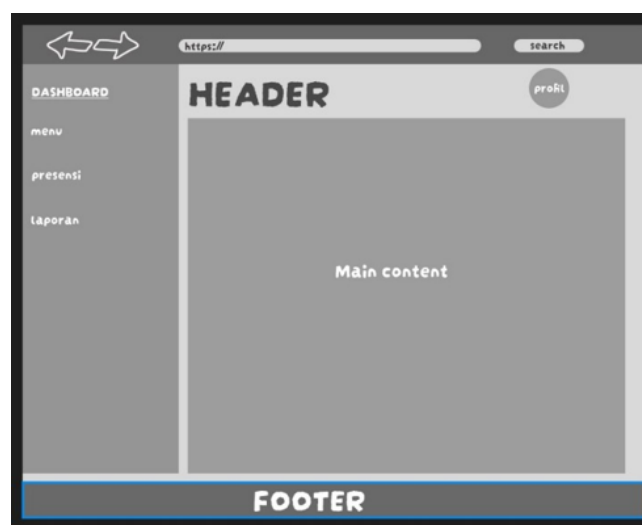 https://
search
DASHBOARD
menu
presensi
laporan
HEADER
profil
Main content
FOOTER